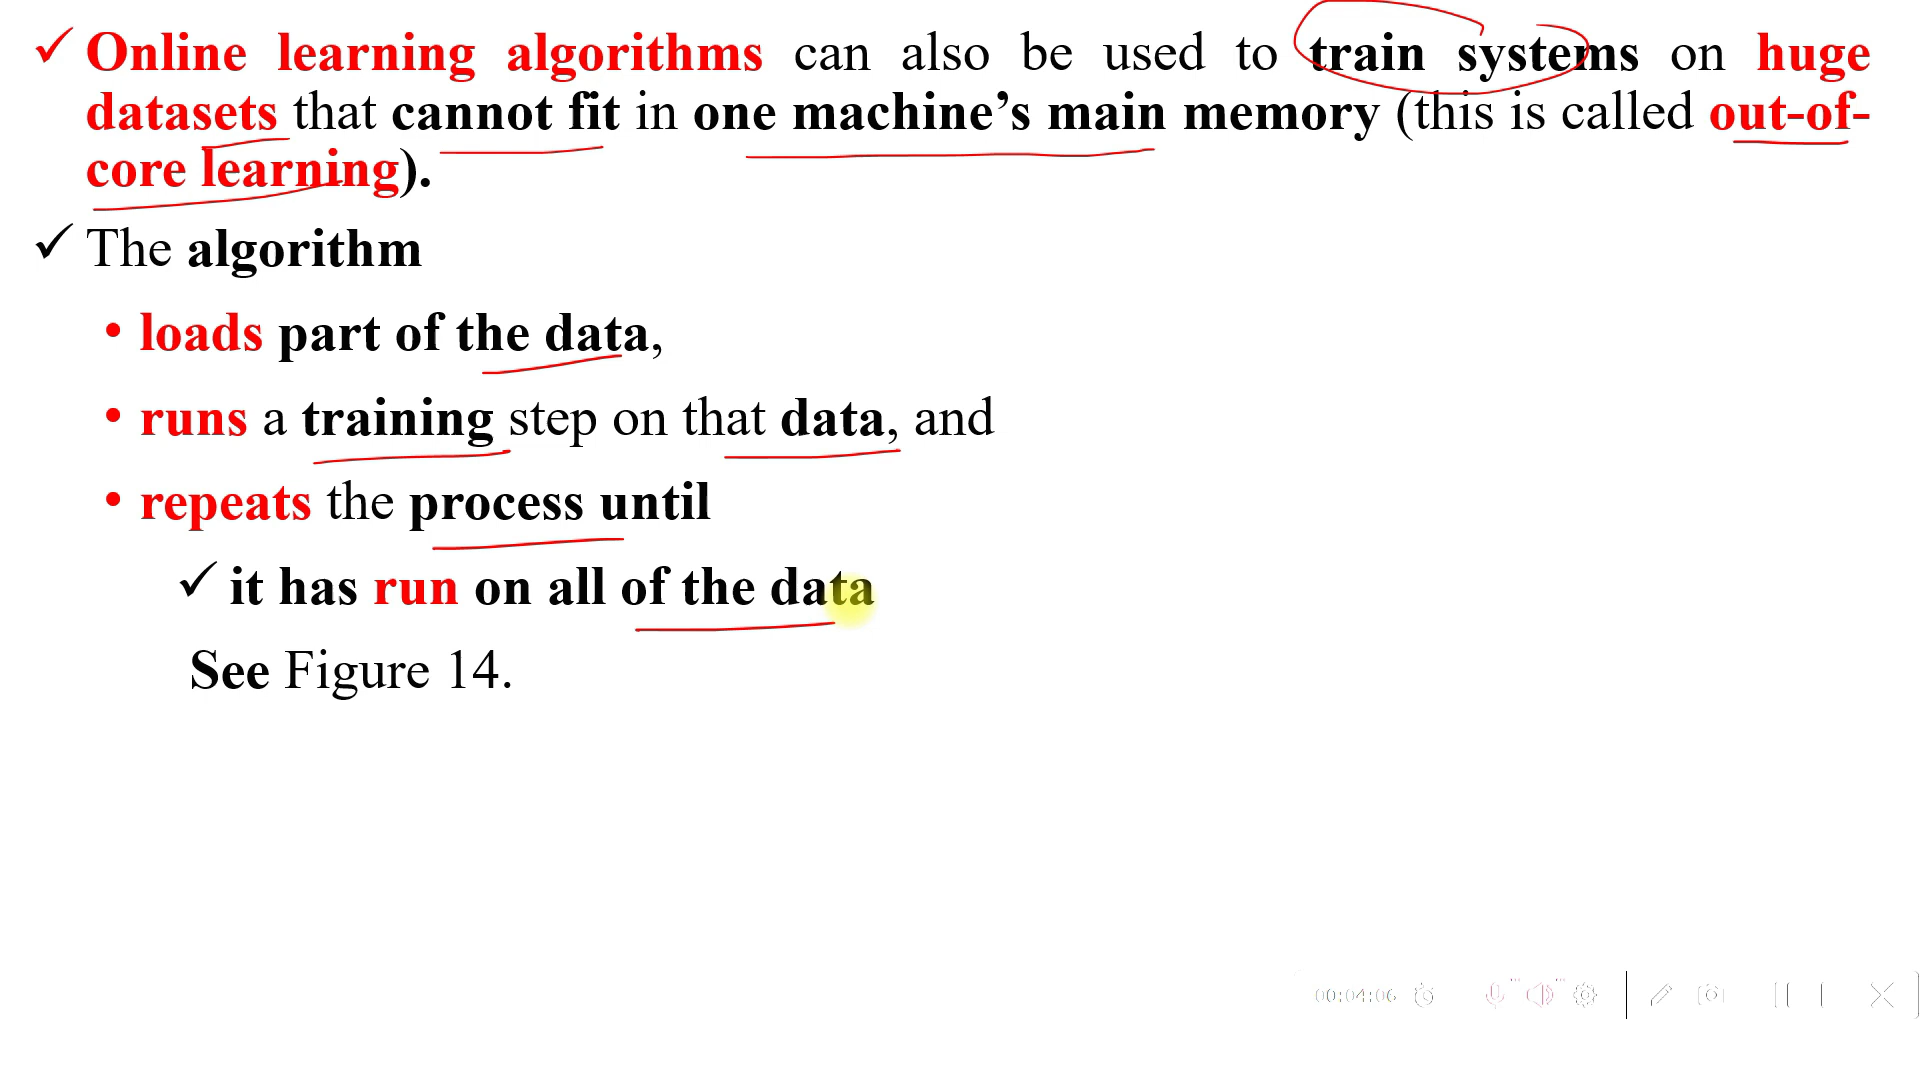 ✓ Online learning algorithms can also be used to train systems on huge
datasets that cannot fit in one machine’s main memory (this is called out-of-
core learning).
✓ The algorithm
• loads part of the data,
• runs a training step on that data, and
• repeats the process until
✓ it has run on all of the data
See Figure 14.
00:04:06